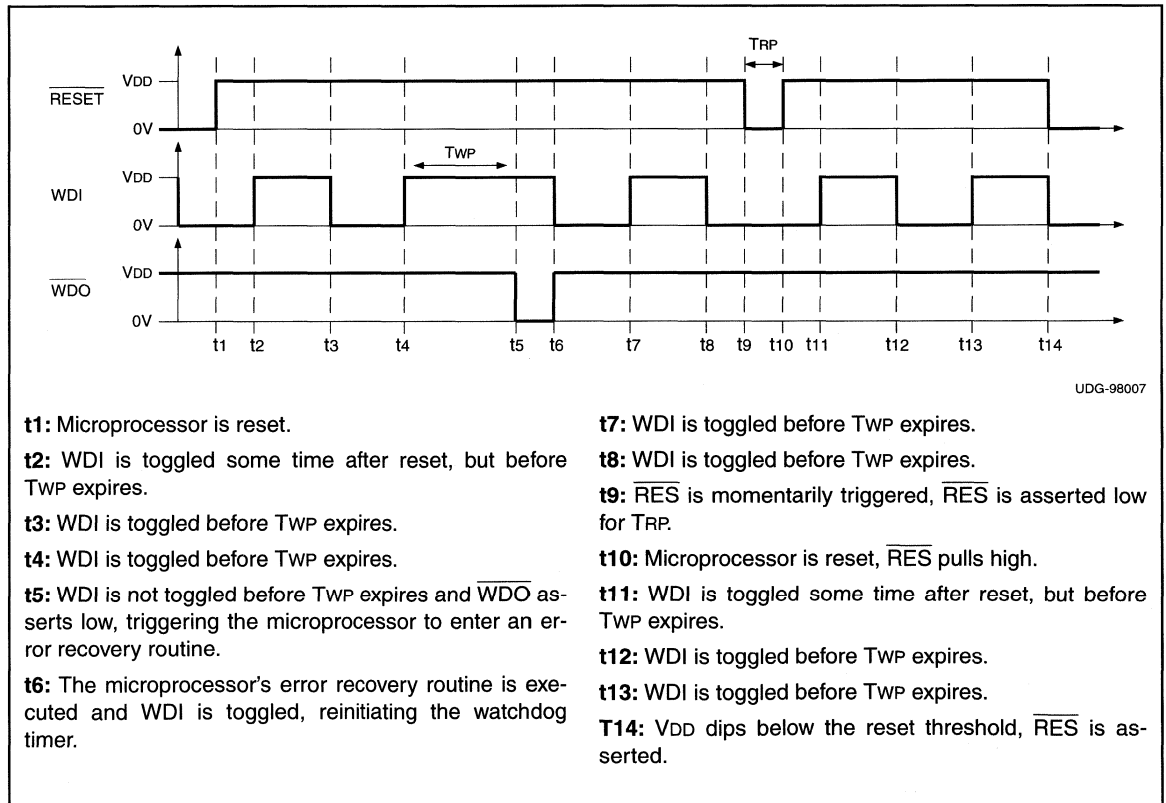 TRP
VDD
RESET
0V
TWP
VDD
WDI
0V
VDD
WDO
0V
t1 t2 t3 t4 t5 t6 t7 t8 t9 t10 t11 t12 t13 t14
UDG-98007
t1: Microprocessor is reset.
t2: WDI is toggled some time after reset, but before
TWP expires.
t3: WDI is toggled before TWP expires.
t4: WDI is toggled before TWP expires.
t5: WDI is not toggled before TWP expires and WDO as-
serts low, triggering the microprocessor to enter an er-
ror recovery routine.
t6: The microprocessor's error recovery routine is exe-
cuted and WDI is toggled, reinitiating the watchdog
timer.
t7: WDI is toggled before TWP expires.
t8: WDI is toggled before TWP expires.
t9: RES is momentarily triggered, RES is asserted low
for TRP.
t10: Microprocessor is reset, RES pulls high.
t11: WDI is toggled some time after reset, but before
TWP expires.
t12: WDI is toggled before TWP expires.
t13: WDI is toggled before TWP expires.
T14: VDD dips below the reset threshold, RES is as-
serted.